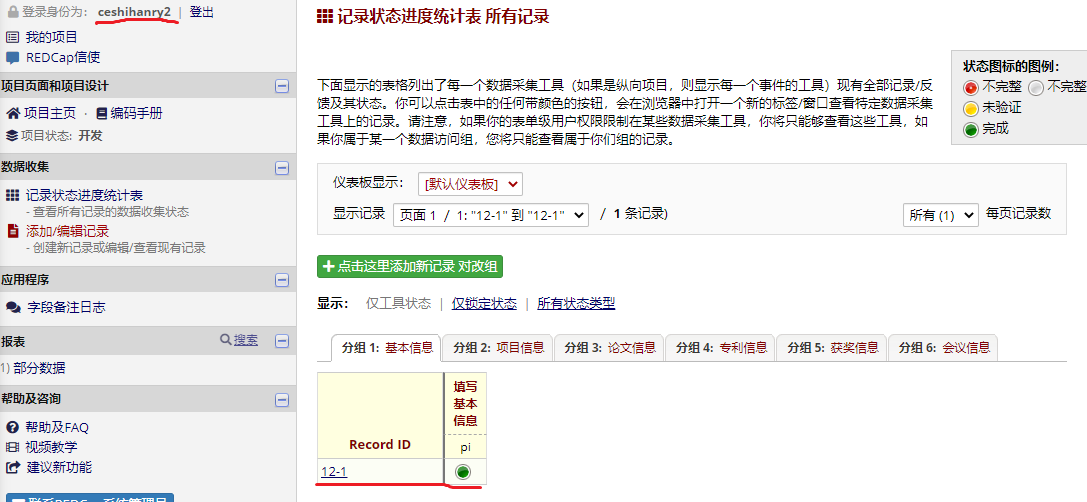 登录身份为: ceshihanry2 | 登出
我的项目
REDCap信使
项目页面和项目设计
项目主页 · 编码手册
项目状态: 开发
数据收集
记录状态进度统计表
- 查看所有记录的数据收集状态
添加/编辑记录
- 创建新记录或编辑/查看现有记录
应用程序
字段备注日志
报表 搜索
1) 部分数据
帮助及咨询
帮助及FAQ
视频教学
建议新功能
记录状态进度统计表 所有记录
下面显示的表格列出了每一个数据采集工具（如果是纵向项目，则显示每一个事件的工具）现有全部记录/反
馈及其状态。你可以点击表中的任何带颜色的按钮，会在浏览器中打开一个新的标签/窗口查看特定数据采集
工具上的记录。请注意，如果你的表单级用户权限限制在某些数据采集工具，你将只能够查看这些工具，如
果你属于某一个数据访问组，您将只能查看属于你们组的记录。
状态图标的图例：
不完整 不完整
未验证
完成
仪表板显示： [默认仪表板]
显示记录 页面 1 / 1: "12-1" 到 "12-1" / 1 条记录) 所有 (1) 每页记录数
点击这里添加新记录 对改组
显示: 仅工具状态 | 仅锁定状态 | 所有状态类型
分组 1: 基本信息 分组 2: 项目信息 分组 3: 论文信息 分组 4: 专利信息 分组 5: 获奖信息 分组 6: 会议信息
填写
基本
信息
Record ID
pi
12-1